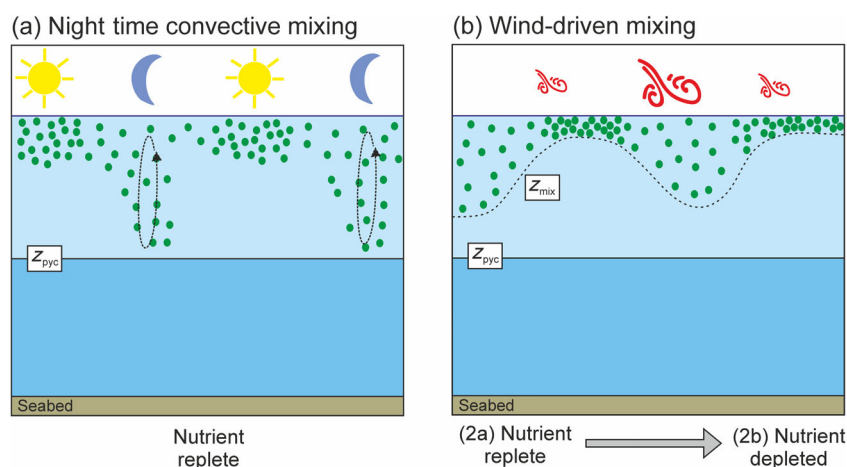 (a) Night time convective mixing
(b) Wind-driven mixing
zpyc
Seabed
Nutrient
replete
zmix
zpyc
Seabed
(2a) Nutrient
replete
(2b) Nutrient
depleted